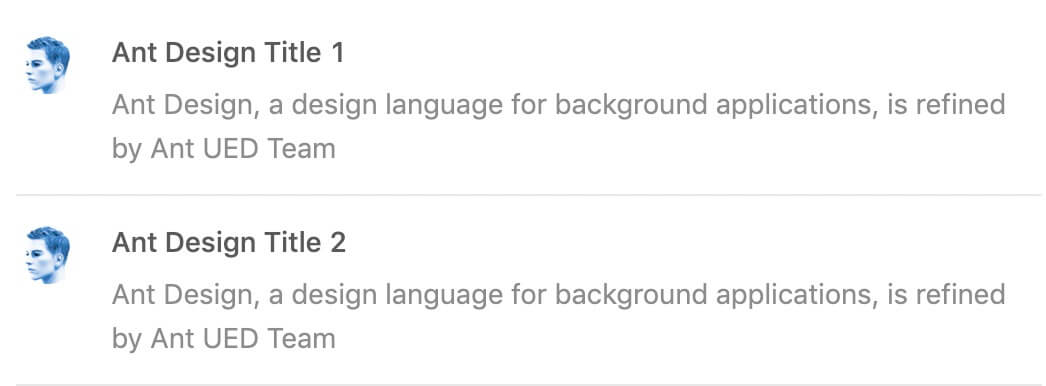 Ant Design Title 1
Ant Design, a design language for background applications, is refined
by Ant UED Team
Ant Design Title 2
Ant Design, a design language for background applications, is refined
by Ant UED Team